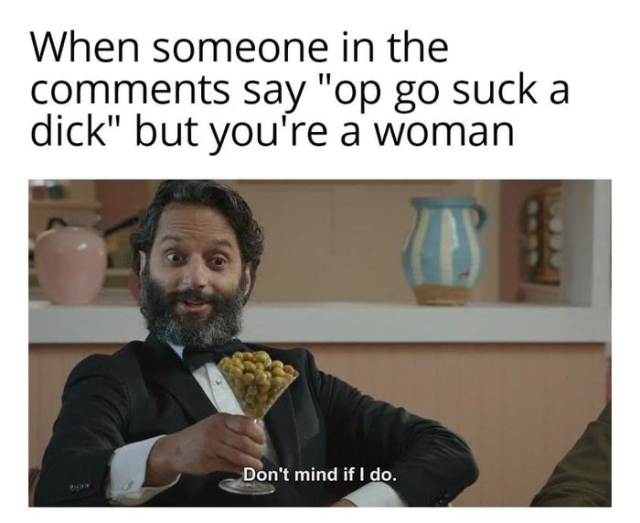 When someone in the
comments say "op go suck a
dick" but you're a woman
Don't mind if I do.